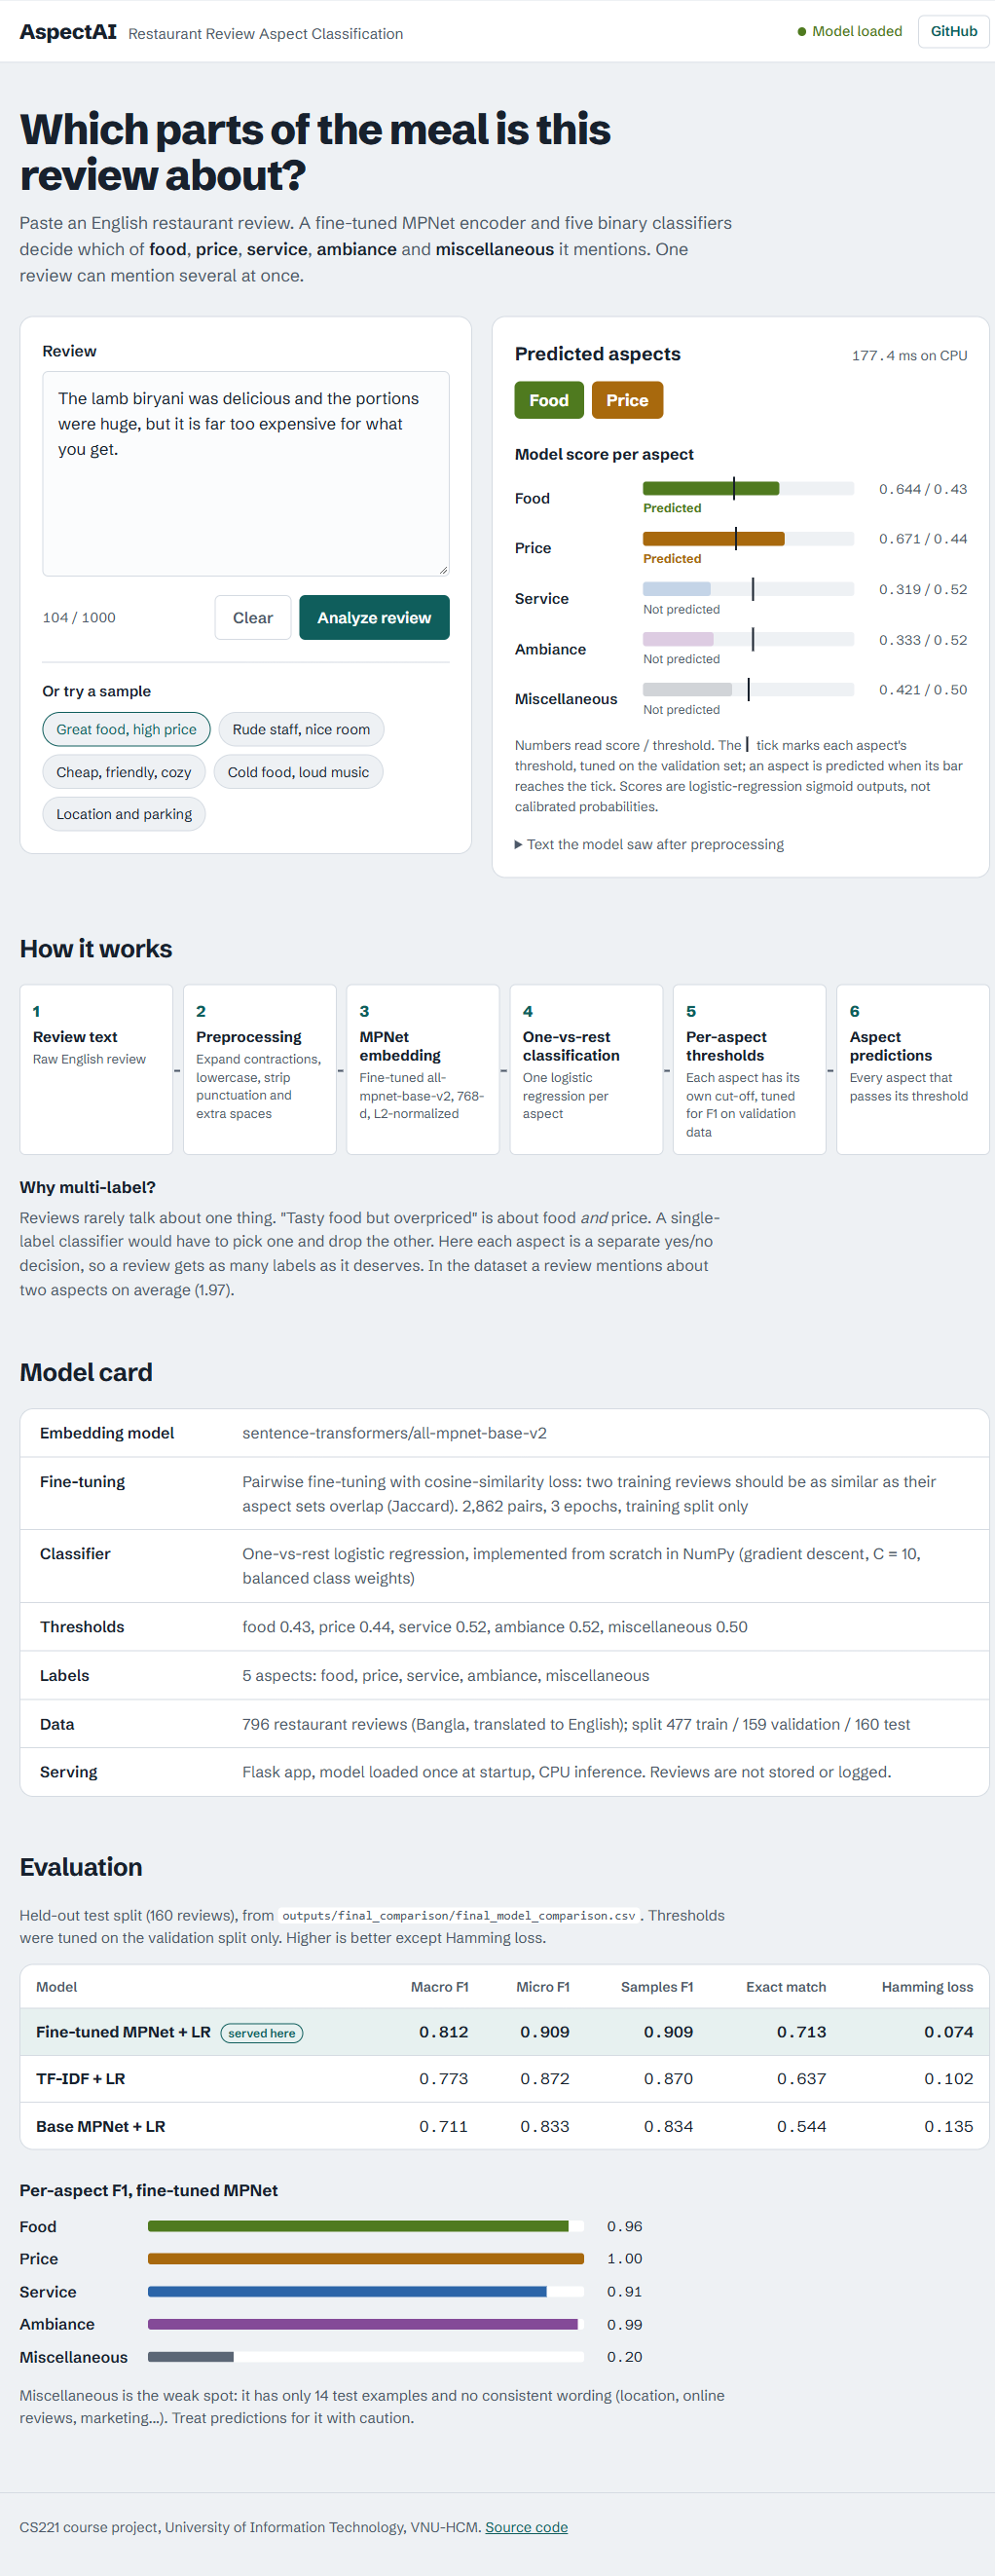 AspectAI Restaurant Review Aspect Classification
● Model loaded
GitHub
Which parts of the meal is this
review about?
Paste an English restaurant review. A fine-tuned MPNet encoder and five binary classifiers
decide which of food, price, service, ambiance and miscellaneous it mentions. One
review can mention several at once.
Review
The lamb biryani was delicious and the portions
were huge, but it is far too expensive for what
you get.
104 / 1000
Clear
Analyze review
Or try a sample
Great food, high price
Rude staff, nice room
Cheap, friendly, cozy
Cold food, loud music
Location and parking
Predicted aspects
177.4 ms on CPU
Food
Price
Model score per aspect
Food
0.644 / 0.43
Predicted
Price
0.671 / 0.44
Predicted
Service
0.319 / 0.52
Not predicted
Ambiance
0.333 / 0.52
Not predicted
Miscellaneous
0.421 / 0.50
Not predicted
Numbers read score / threshold. The | tick marks each aspect's
threshold, tuned on the validation set; an aspect is predicted when its bar
reaches the tick. Scores are logistic-regression sigmoid outputs, not
calibrated probabilities.
▶ Text the model saw after preprocessing
How it works
1
Review text
Raw English review
2
Preprocessing
Expand contractions,
lowercase, strip
punctuation and
extra spaces
3
MPNet
embedding
Fine-tuned all-
mpnet-base-v2, 768-
d, L2-normalized
4
One-vs-rest
classification
One logistic
regression per
aspect
5
Per-aspect
thresholds
Each aspect has its
own cut-off, tuned
for F1 on validation
data
6
Aspect
predictions
Every aspect that
passes its threshold
Why multi-label?
Reviews rarely talk about one thing. "Tasty food but overpriced" is about food and price. A single-
label classifier would have to pick one and drop the other. Here each aspect is a separate yes/no
decision, so a review gets as many labels as it deserves. In the dataset a review mentions about
two aspects on average (1.97).
Model card
Embedding model
sentence-transformers/all-mpnet-base-v2
Fine-tuning
Pairwise fine-tuning with cosine-similarity loss: two training reviews should be as similar as their
aspect sets overlap (Jaccard). 2,862 pairs, 3 epochs, training split only
Classifier
One-vs-rest logistic regression, implemented from scratch in NumPy (gradient descent, C = 10,
balanced class weights)
Thresholds
food 0.43, price 0.44, service 0.52, ambiance 0.52, miscellaneous 0.50
Labels
5 aspects: food, price, service, ambiance, miscellaneous
Data
796 restaurant reviews (Bangla, translated to English); split 477 train / 159 validation / 160 test
Serving
Flask app, model loaded once at startup, CPU inference. Reviews are not stored or logged.
Evaluation
Held-out test split (160 reviews), from outputs/final_comparison/final_model_comparison.csv. Thresholds
were tuned on the validation split only. Higher is better except Hamming loss.
Model Macro F1 Micro F1 Samples F1 Exact match Hamming loss
Fine-tuned MPNet + LR served here 0.812 0.909 0.909 0.713 0.074
TF-IDF + LR 0.773 0.872 0.870 0.637 0.102
Base MPNet + LR 0.711 0.833 0.834 0.544 0.135
Per-aspect F1, fine-tuned MPNet
Food 0.96
Price 1.00
Service 0.91
Ambiance 0.99
Miscellaneous 0.20
Miscellaneous is the weak spot: it has only 14 test examples and no consistent wording (location, online
reviews, marketing...). Treat predictions for it with caution.
CS221 course project, University of Information Technology, VNU-HCM. Source code